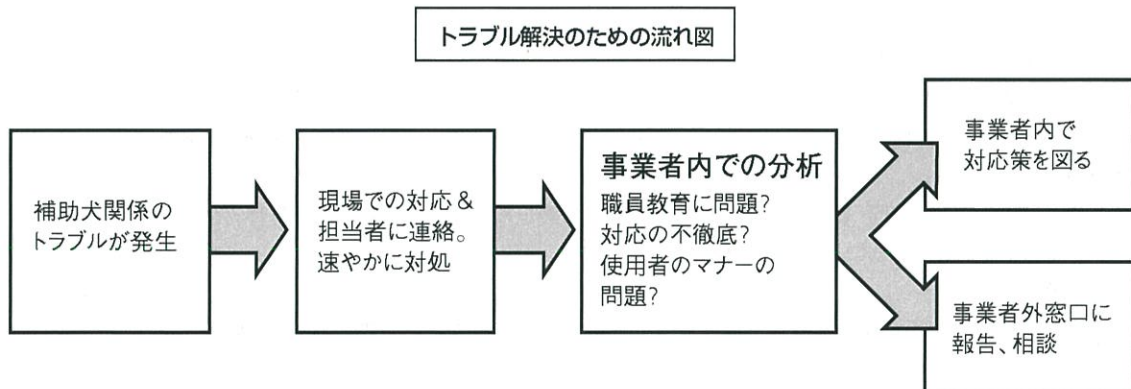 トラブル解決のための流れ図
補助犬関係の
トラブルが発生
現場での対応&
担当者に連絡。
速やかに対処
事業者内での分析
職員教育に問題?
対応の不徹底?
使用者のマナーの
問題?
事業者内で
対応策を図る
事業者外窓口に
報告、相談